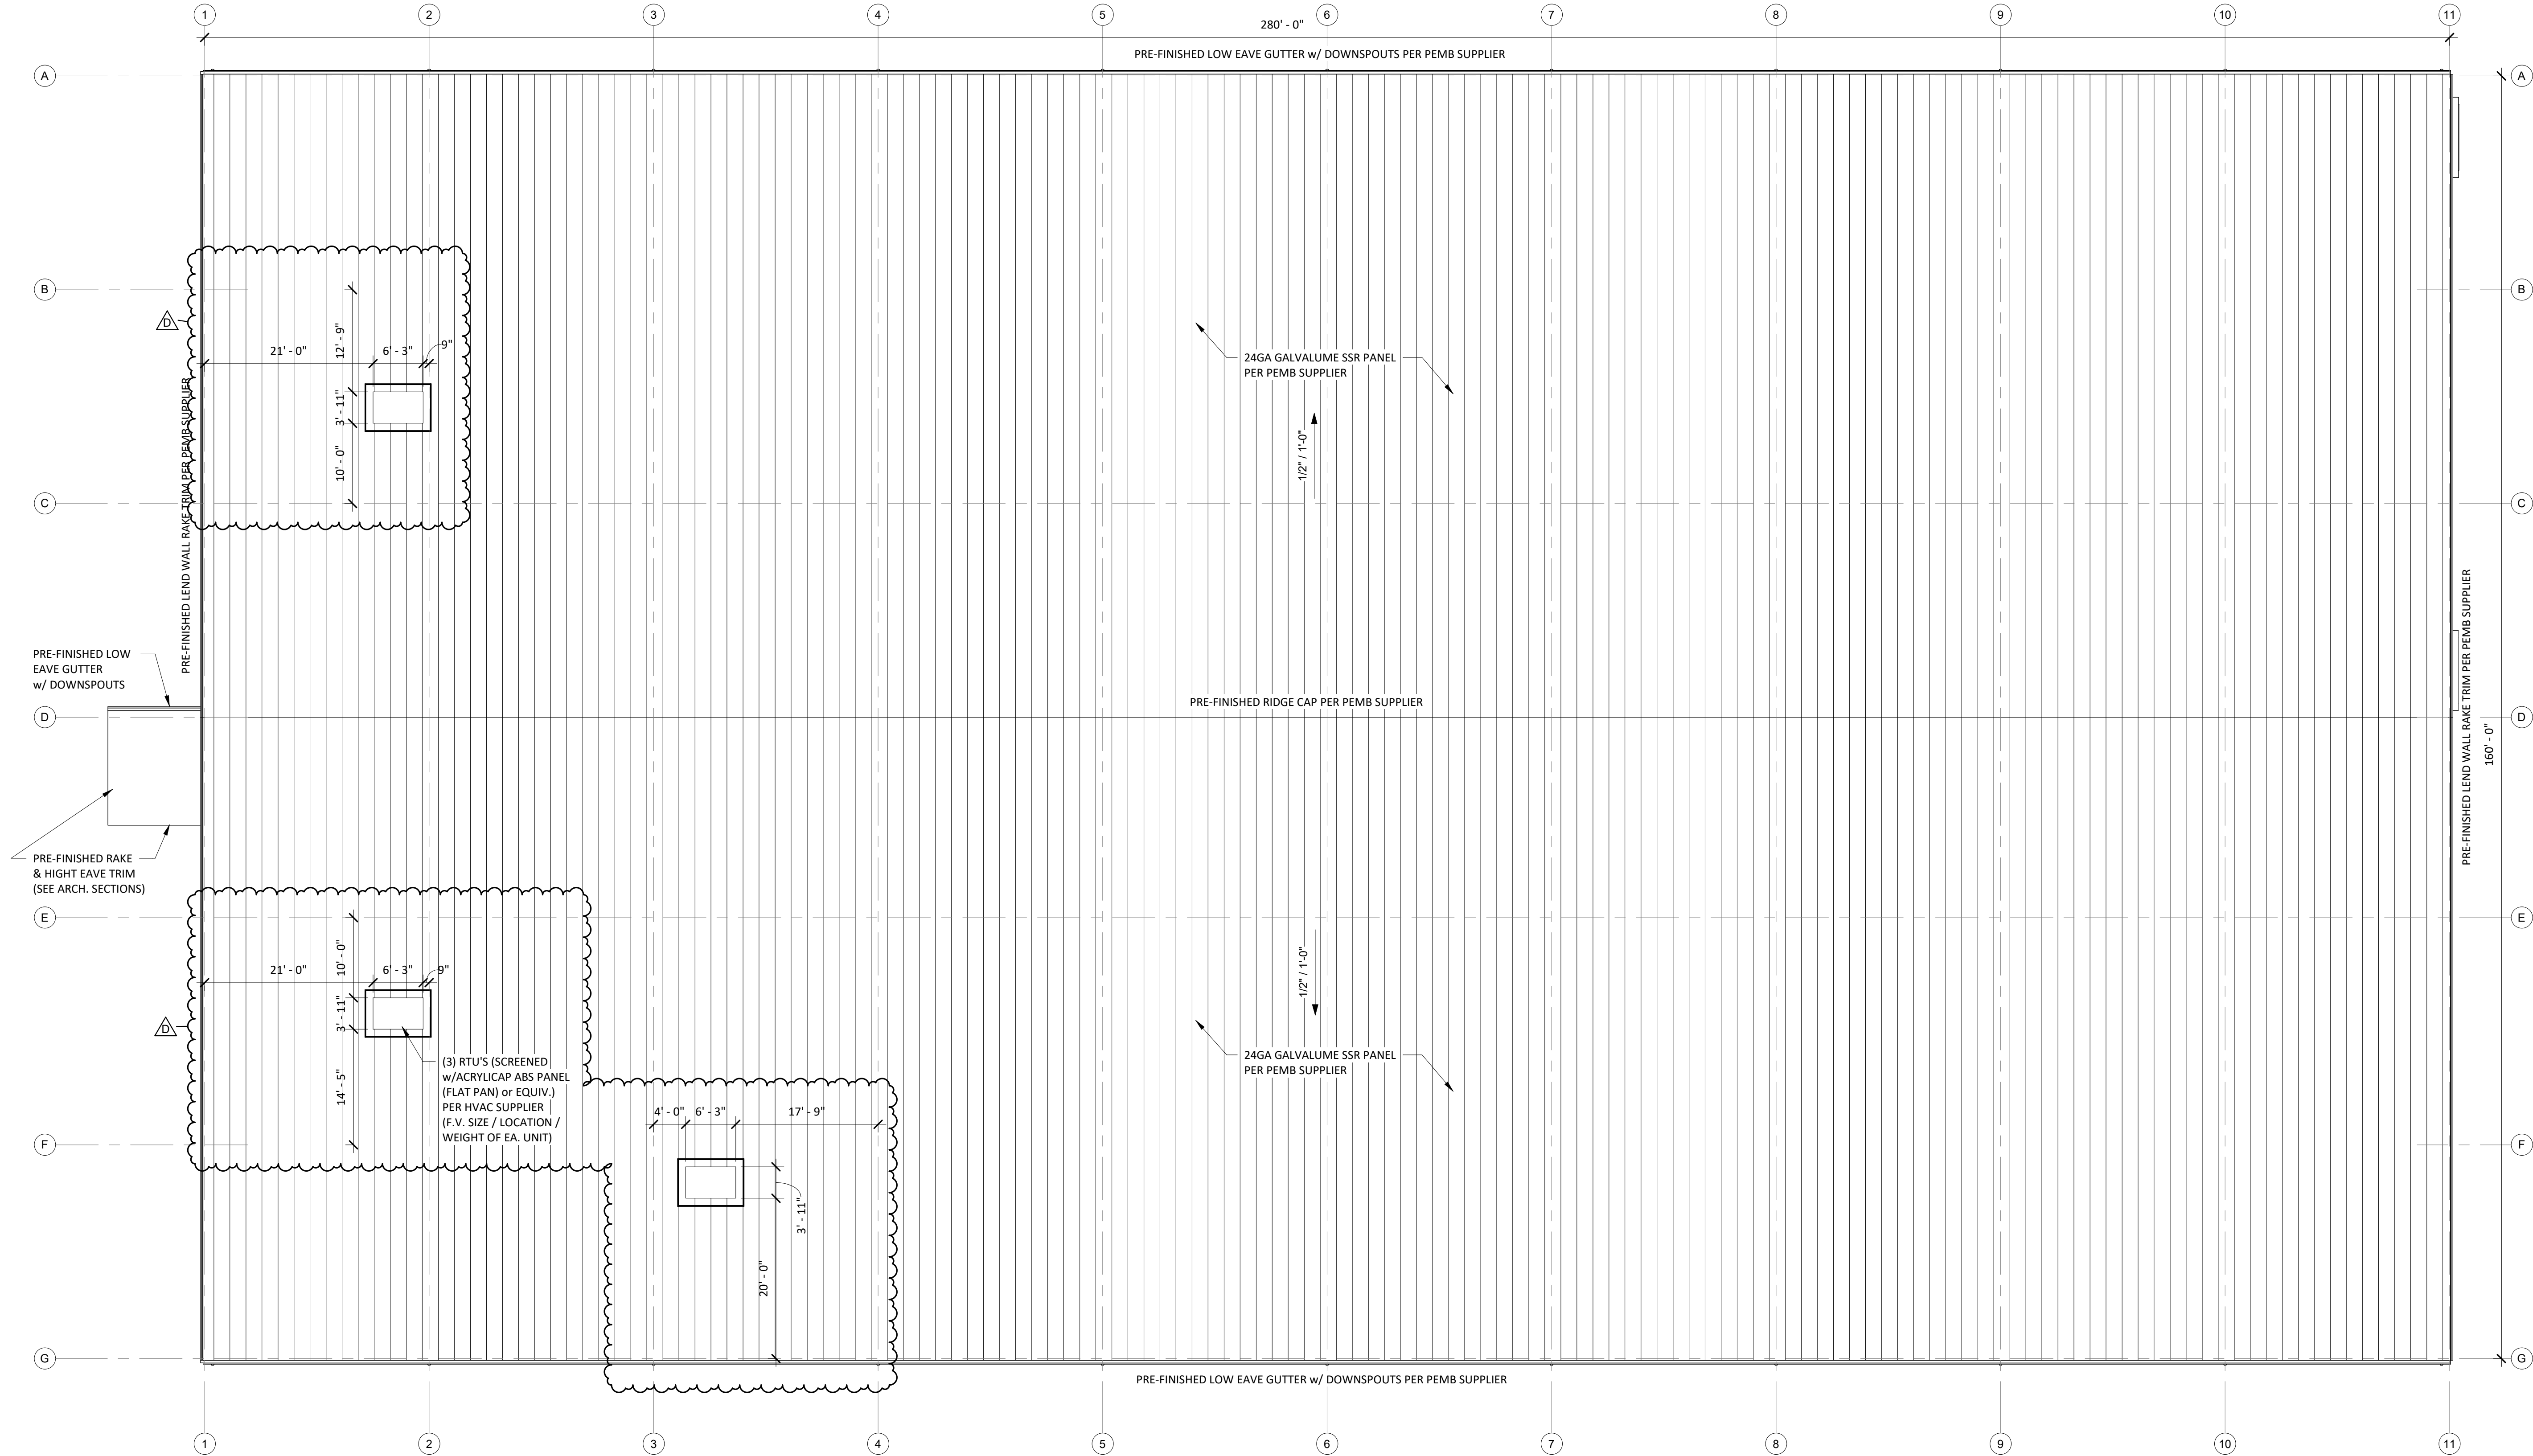 1 2 3 4 5 6 7 8 9 10 11
280' - 0"
PRE-FINISHED LOW EAVE GUTTER w/ DOWNSPOUTS PER PEMB SUPPLIER
A A
B B
D
12' - 9"
21' - 0" 6' - 3" 9"
3' - 11"
10' - 0"
24GA GALVALUME SSR PANEL
PER PEMB SUPPLIER
1/2" / 1'-0"
PRE-FINISHED LEND WALL RAKE TRIM PER PEMB SUPPLIER
C C
PRE-FINISHED LOW
EAVE GUTTER
w/ DOWNSPOUTS
PRE-FINISHED RIDGE CAP PER PEMB SUPPLIER
D D
PRE-FINISHED LEND WALL RAKE TRIM PER PEMB SUPPLIER
160' - 0"
PRE-FINISHED RAKE
& HIGHT EAVE TRIM
(SEE ARCH. SECTIONS)
E E
10' - 0"
21' - 0" 6' - 3" 9"
3' - 11"
14' - 5"
D
1/2" / 1'-0"
(3) RTU'S (SCREENED
w/ACRYLICAP ABS PANEL
(FLAT PAN) or EQUIV.)
PER HVAC SUPPLIER
(F.V. SIZE / LOCATION /
WEIGHT OF EA. UNIT)
24GA GALVALUME SSR PANEL
PER PEMB SUPPLIER
4' - 0" 6' - 3" 17' - 9"
F F
3' - 11"
20' - 0"
G G
PRE-FINISHED LOW EAVE GUTTER w/ DOWNSPOUTS PER PEMB SUPPLIER
1 2 3 4 5 6 7 8 9 10 11